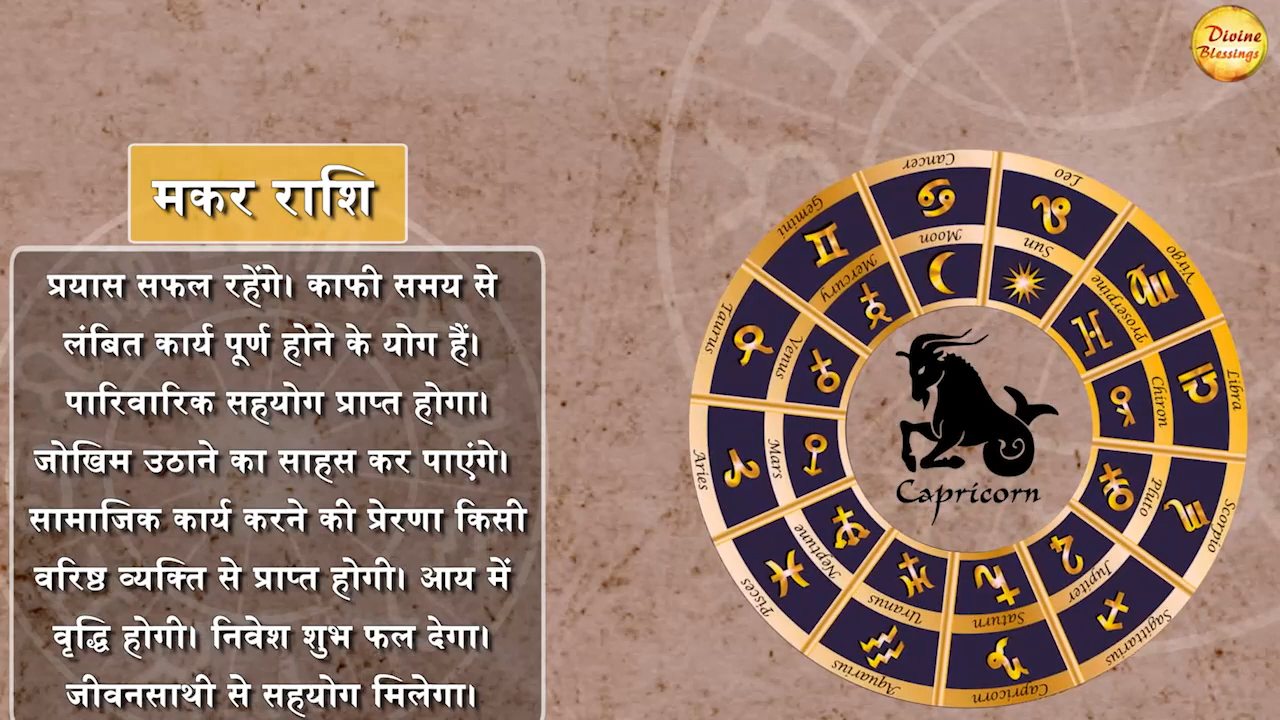 Divine
Blessings
मकर राशि
प्रयास सफल रहेंगे। काफी समय से
लंबित कार्य पूर्ण होने के योग हैं।
पारिवारिक सहयोग प्राप्त होगा।
जोखिम उठाने का साहस कर पाएंगे।
सामाजिक कार्य करने की प्रेरणा किसी
वरिष्ठ व्यक्ति से प्राप्त होगी। आय में
वृद्धि होगी। निवेश शुभ फल देगा।
जीवनसाथी से सहयोग मिलेगा।
Cancer
Leo
Virgo
Libra
Scorpio
Sagittarius
Capricorn
Aquarius
Pisces
Aries
Taurus
Gemini
Moon
Sun
Proserpine
Chiron
Pluto
Jupiter
Saturn
Uranus
Neptune
Mars
Venus
Mercury
Capricorn